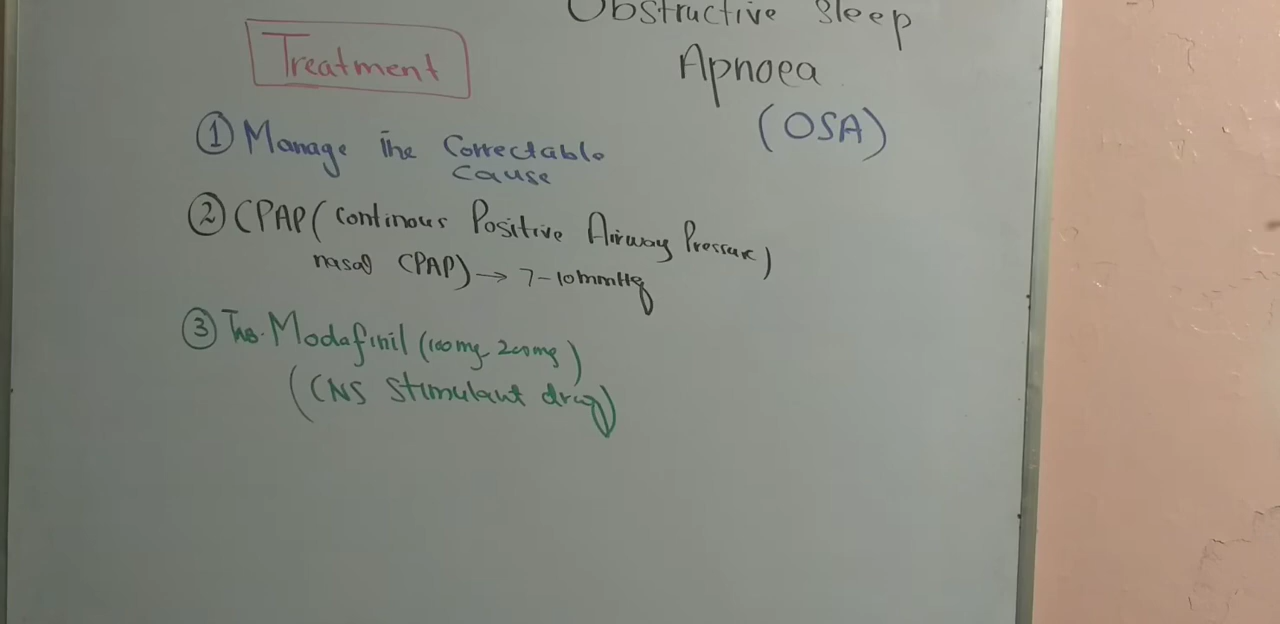 Obstructive Sleep
Apnoea
(OSA)
Treatment
① Manage the Correctable
cause
② CPAP (Continous Positive Airway Pressure)
nasal CPAP) → 7-10mmHg
③ Tab. Modafinil (100mg-200mg)
(CNS Stimulant drug)